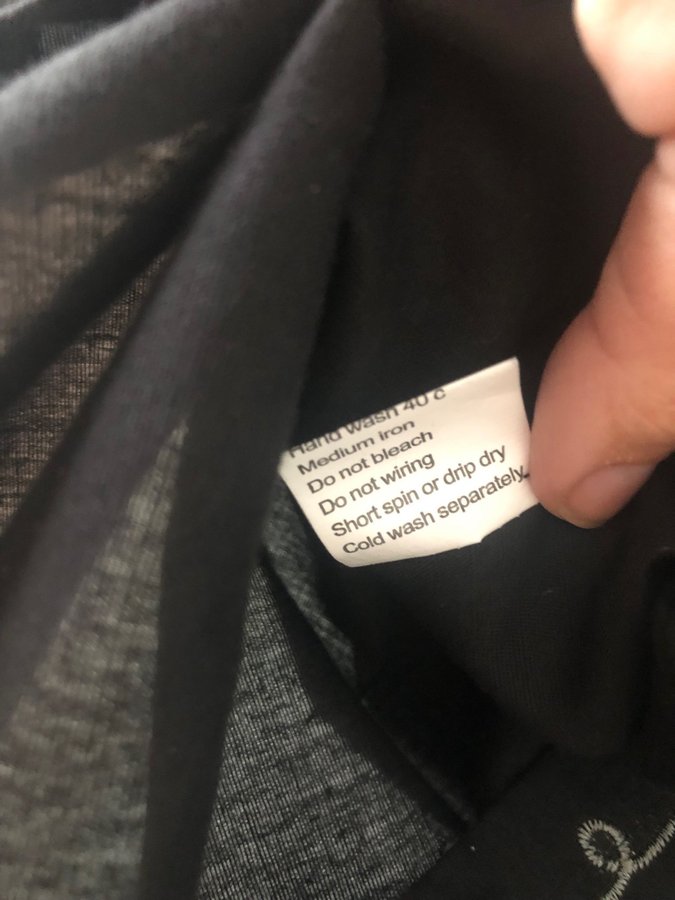 Hand wash 40 c
Medium iron
Do not bleach
Do not wiring
Short spin or drip dry
Cold wash separately